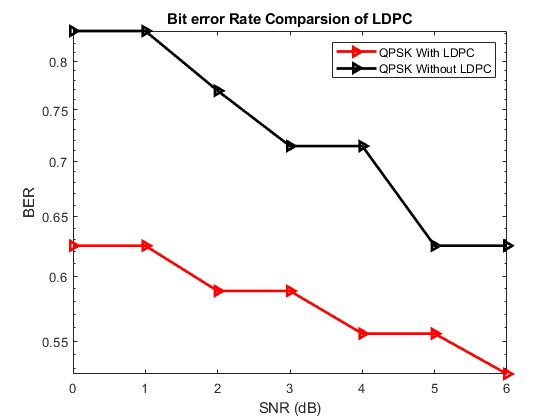 Bit error Rate Comparsion of LDPC
QPSK With LDPC
QPSK Without LDPC
0.8
0.75
0.7
0.65
0.6
0.55
BER
0 1 2 3 4 5 6
SNR (dB)